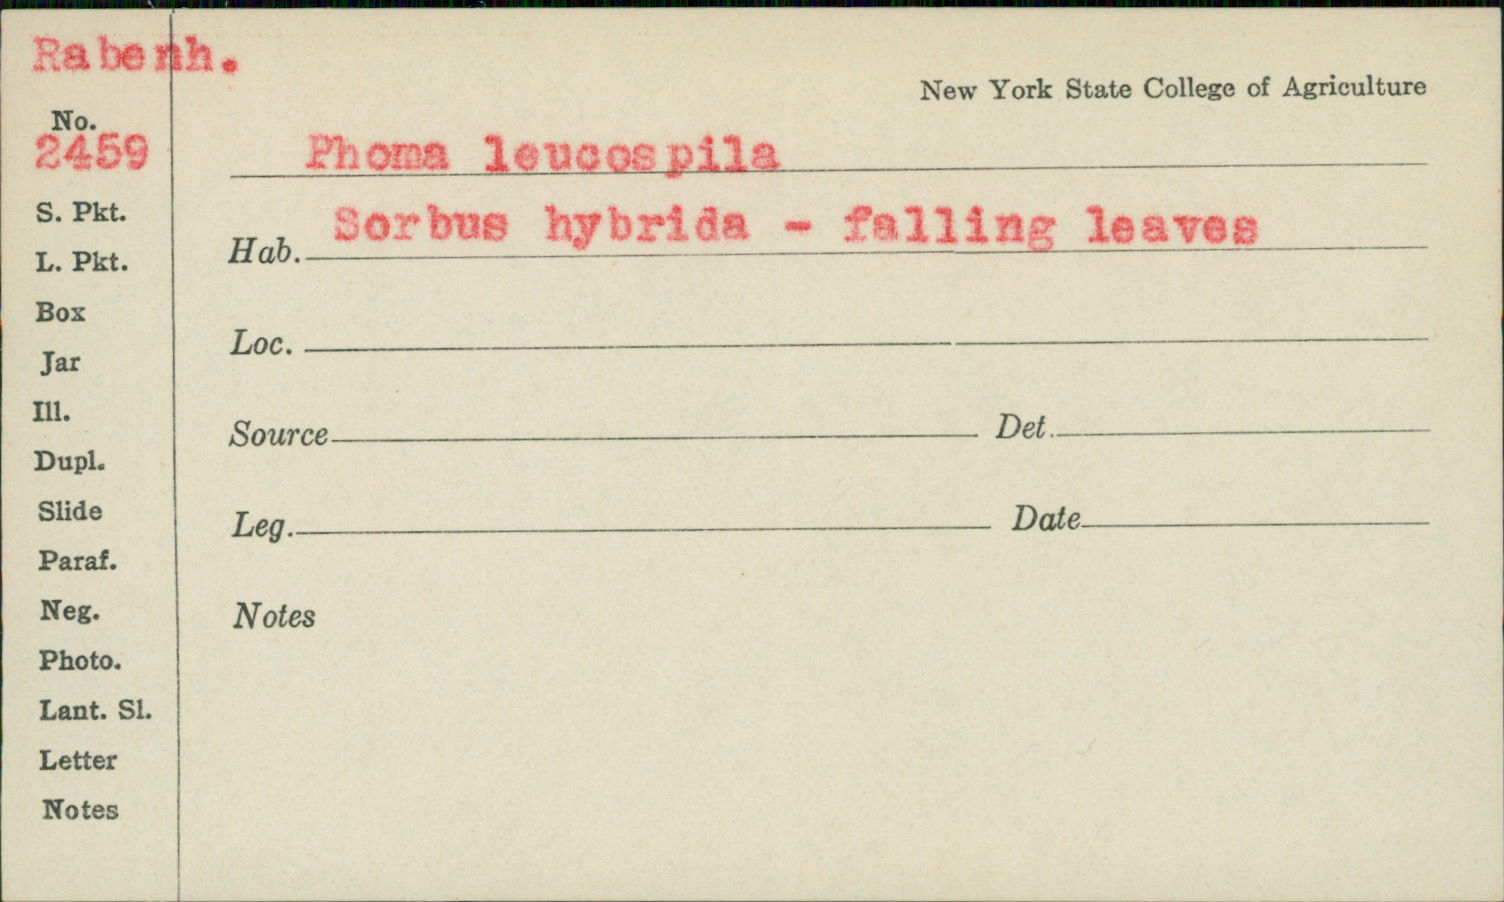 Rabenh.
New York State College of Agriculture
No.
2459
Phoma leucospila
S. Pkt.
Hab. Sorbus hybrida - falling leaves
L. Pkt.
Box
Loc.
Jar
Ill.
Source Det.
Dupl.
Slide
Leg. Date
Paraf.
Neg.
Notes
Photo.
Lant. Sl.
Letter
Notes